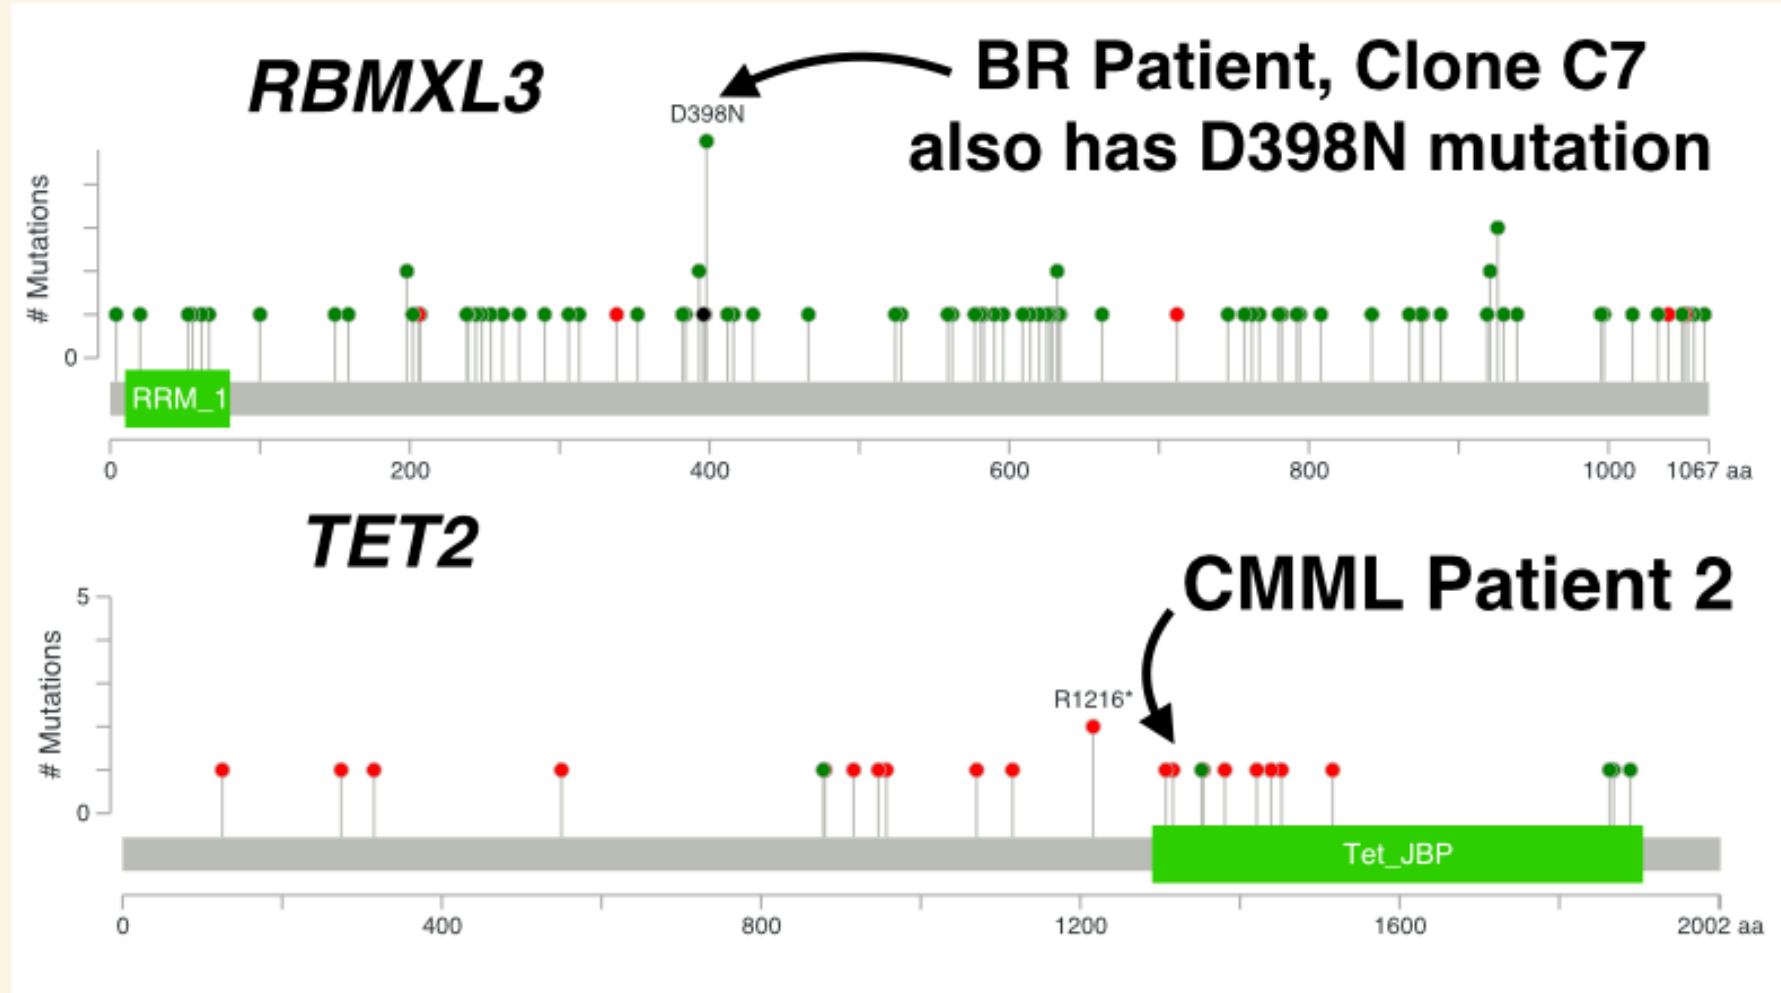 RBMXL3
BR Patient, Clone C7
also has D398N mutation
D398N
# Mutations
0
RRM_1
0 200 400 600 800 1000 1067 aa
TET2
CMML Patient 2
5
R1216*
# Mutations
0
Tet_JBP
0 400 800 1200 1600 2002 aa